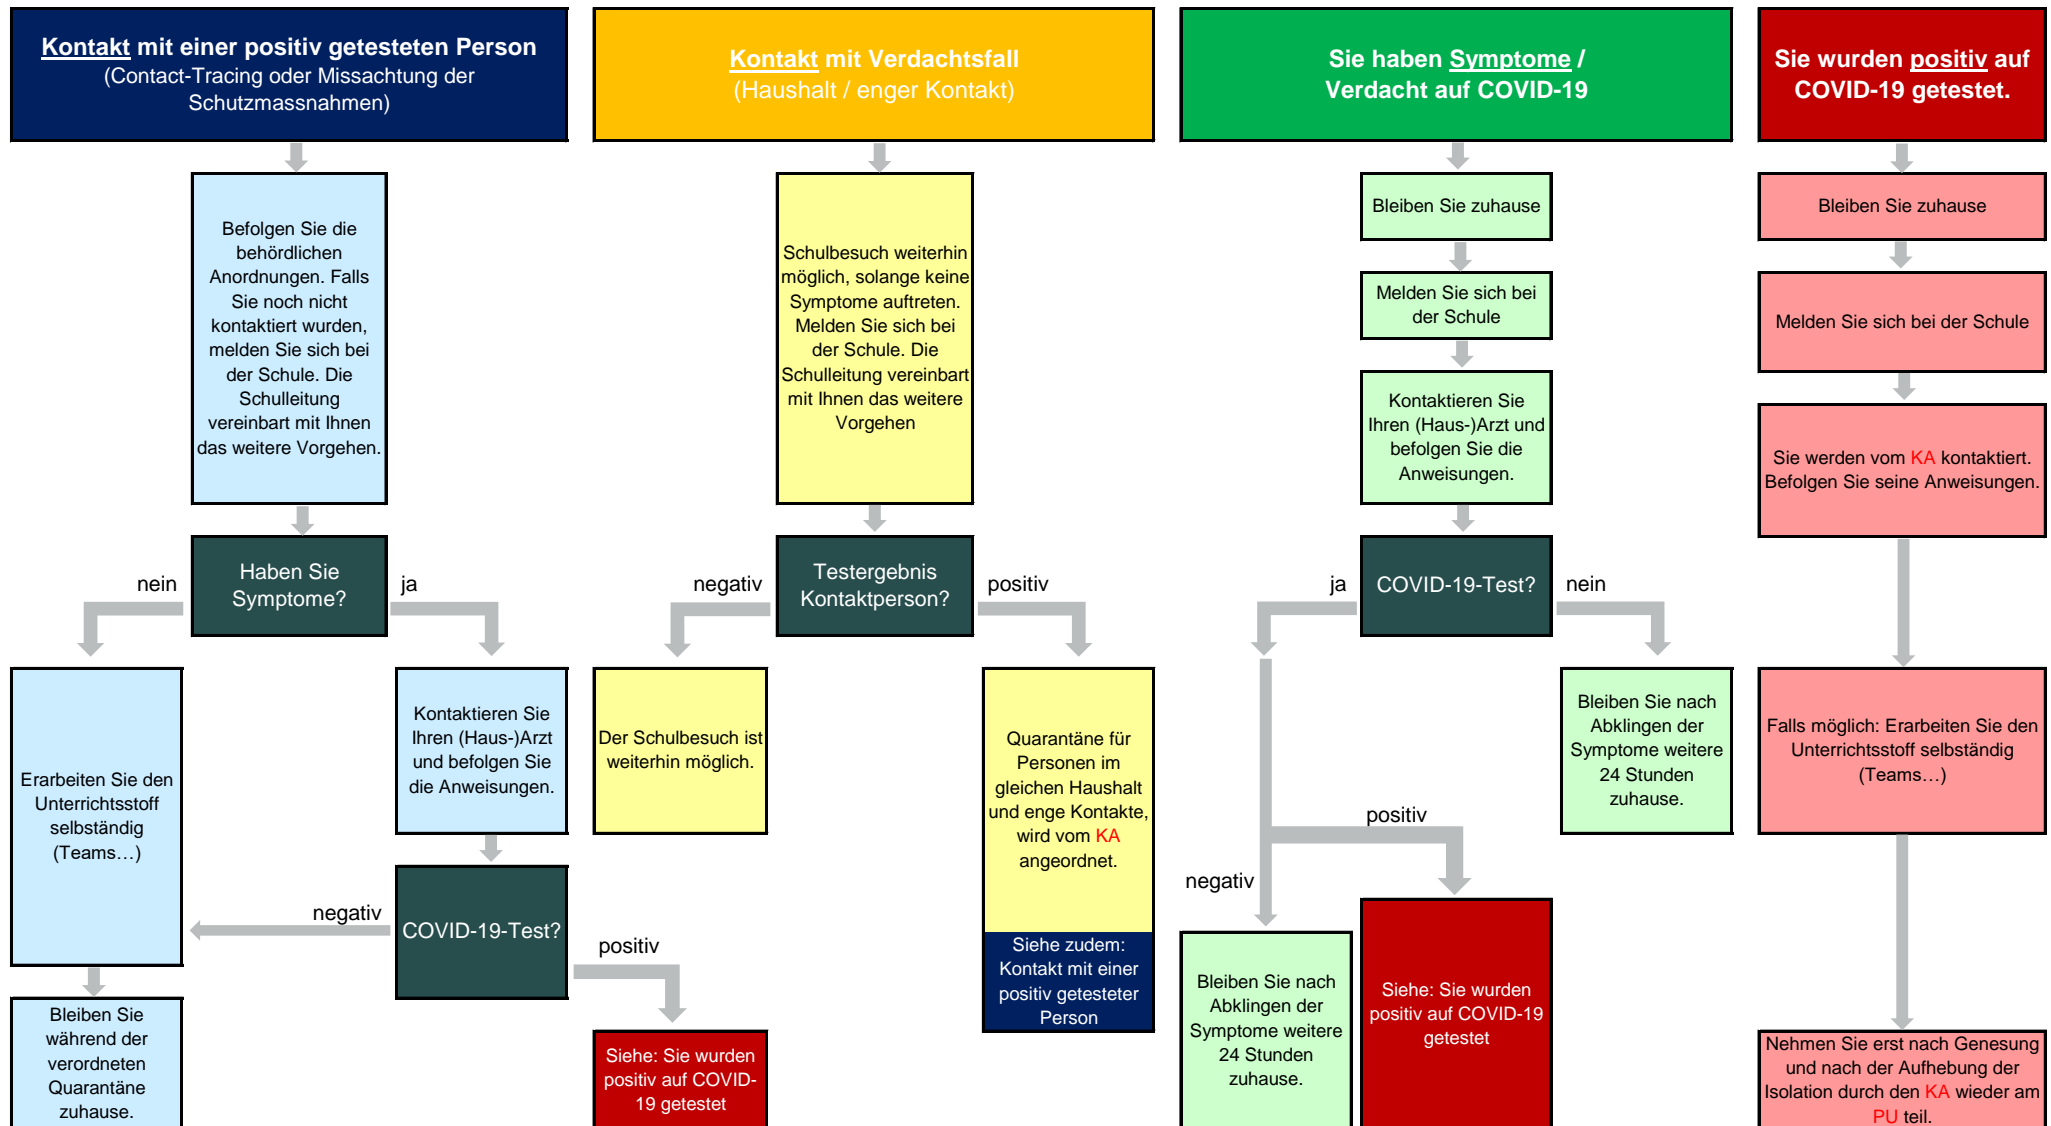 Kontakt mit einer positiv getesteten Person
(Contact-Tracing oder Missachtung der
Schutzmassnahmen)
Befolgen Sie die
behördlichen
Anordnungen. Falls
Sie noch nicht
kontaktiert wurden,
melden Sie sich bei
der Schule. Die
Schulleitung
vereinbart mit Ihnen
das weitere Vorgehen.
nein
Haben Sie
Symptome?
ja
Erarbeiten Sie den
Unterrichtsstoff
selbständig
(Teams…)
Kontaktieren Sie
Ihren (Haus-)Arzt
und befolgen Sie
die Anweisungen.
negativ
COVID-19-Test?
positiv
Bleiben Sie
während der
verordneten
Quarantäne
zuhause.
Siehe: Sie wurden
positiv auf COVID-
19 getestet
Kontakt mit Verdachtsfall
(Haushalt / enger Kontakt)
Schulbesuch weiterhin
möglich, solange keine
Symptome auftreten.
Melden Sie sich bei
der Schule. Die
Schulleitung vereinbart
mit Ihnen das weitere
Vorgehen
negativ
Testergebnis
Kontaktperson?
positiv
Der Schulbesuch ist
weiterhin möglich.
Quarantäne für
Personen im
gleichen Haushalt
und enge Kontakte,
wird vom KA
angeordnet.
Siehe zudem:
Kontakt mit einer
positiv getesteter
Person
Sie haben Symptome /
Verdacht auf COVID-19
Bleiben Sie zuhause
Melden Sie sich bei
der Schule
Kontaktieren Sie
Ihren (Haus-)Arzt und
befolgen Sie die
Anweisungen.
ja
COVID-19-Test?
nein
Bleiben Sie nach
Abklingen der
Symptome weitere
24 Stunden
zuhause.
positiv
negativ
Bleiben Sie nach
Abklingen der
Symptome weitere
24 Stunden
zuhause.
Siehe: Sie wurden
positiv auf COVID-19
getestet
Sie wurden positiv auf
COVID-19 getestet.
Bleiben Sie zuhause
Melden Sie sich bei der Schule
Sie werden vom KA kontaktiert.
Befolgen Sie seine Anweisungen.
Falls möglich: Erarbeiten Sie den
Unterrichtsstoff selbständig
(Teams…)
Nehmen Sie erst nach Genesung
und nach der Aufhebung der
Isolation durch den KA wieder am
PU teil.